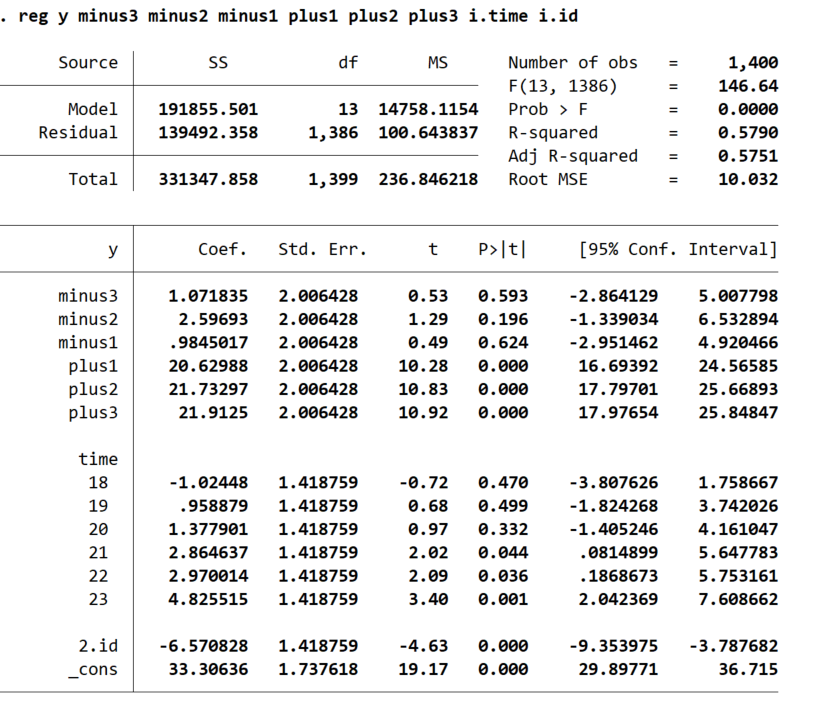 . reg y minus3 minus2 minus1 plus1 plus2 plus3 i.time i.id
Source SS df MS Number of obs = 1,400
F(13, 1386) = 146.64
Model 191855.501 13 14758.1154 Prob > F = 0.0000
Residual 139492.358 1,386 100.643837 R-squared = 0.5790
Adj R-squared = 0.5751
Total 331347.858 1,399 236.846218 Root MSE = 10.032
y Coef. Std. Err. t P>|t| [95% Conf. Interval]
minus3 1.071835 2.006428 0.53 0.593 -2.864129 5.007798
minus2 2.59693 2.006428 1.29 0.196 -1.339034 6.532894
minus1 .9845017 2.006428 0.49 0.624 -2.951462 4.920466
plus1 20.62988 2.006428 10.28 0.000 16.69392 24.56585
plus2 21.73297 2.006428 10.83 0.000 17.79701 25.66893
plus3 21.9125 2.006428 10.92 0.000 17.97654 25.84847
time
18 -1.02448 1.418759 -0.72 0.470 -3.807626 1.758667
19 .958879 1.418759 0.68 0.499 -1.824268 3.742026
20 1.377901 1.418759 0.97 0.332 -1.405246 4.161047
21 2.864637 1.418759 2.02 0.044 .0814899 5.647783
22 2.970014 1.418759 2.09 0.036 .1868673 5.753161
23 4.825515 1.418759 3.40 0.001 2.042369 7.608662
2.id -6.570828 1.418759 -4.63 0.000 -9.353975 -3.787682
_cons 33.30636 1.737618 19.17 0.000 29.89771 36.715